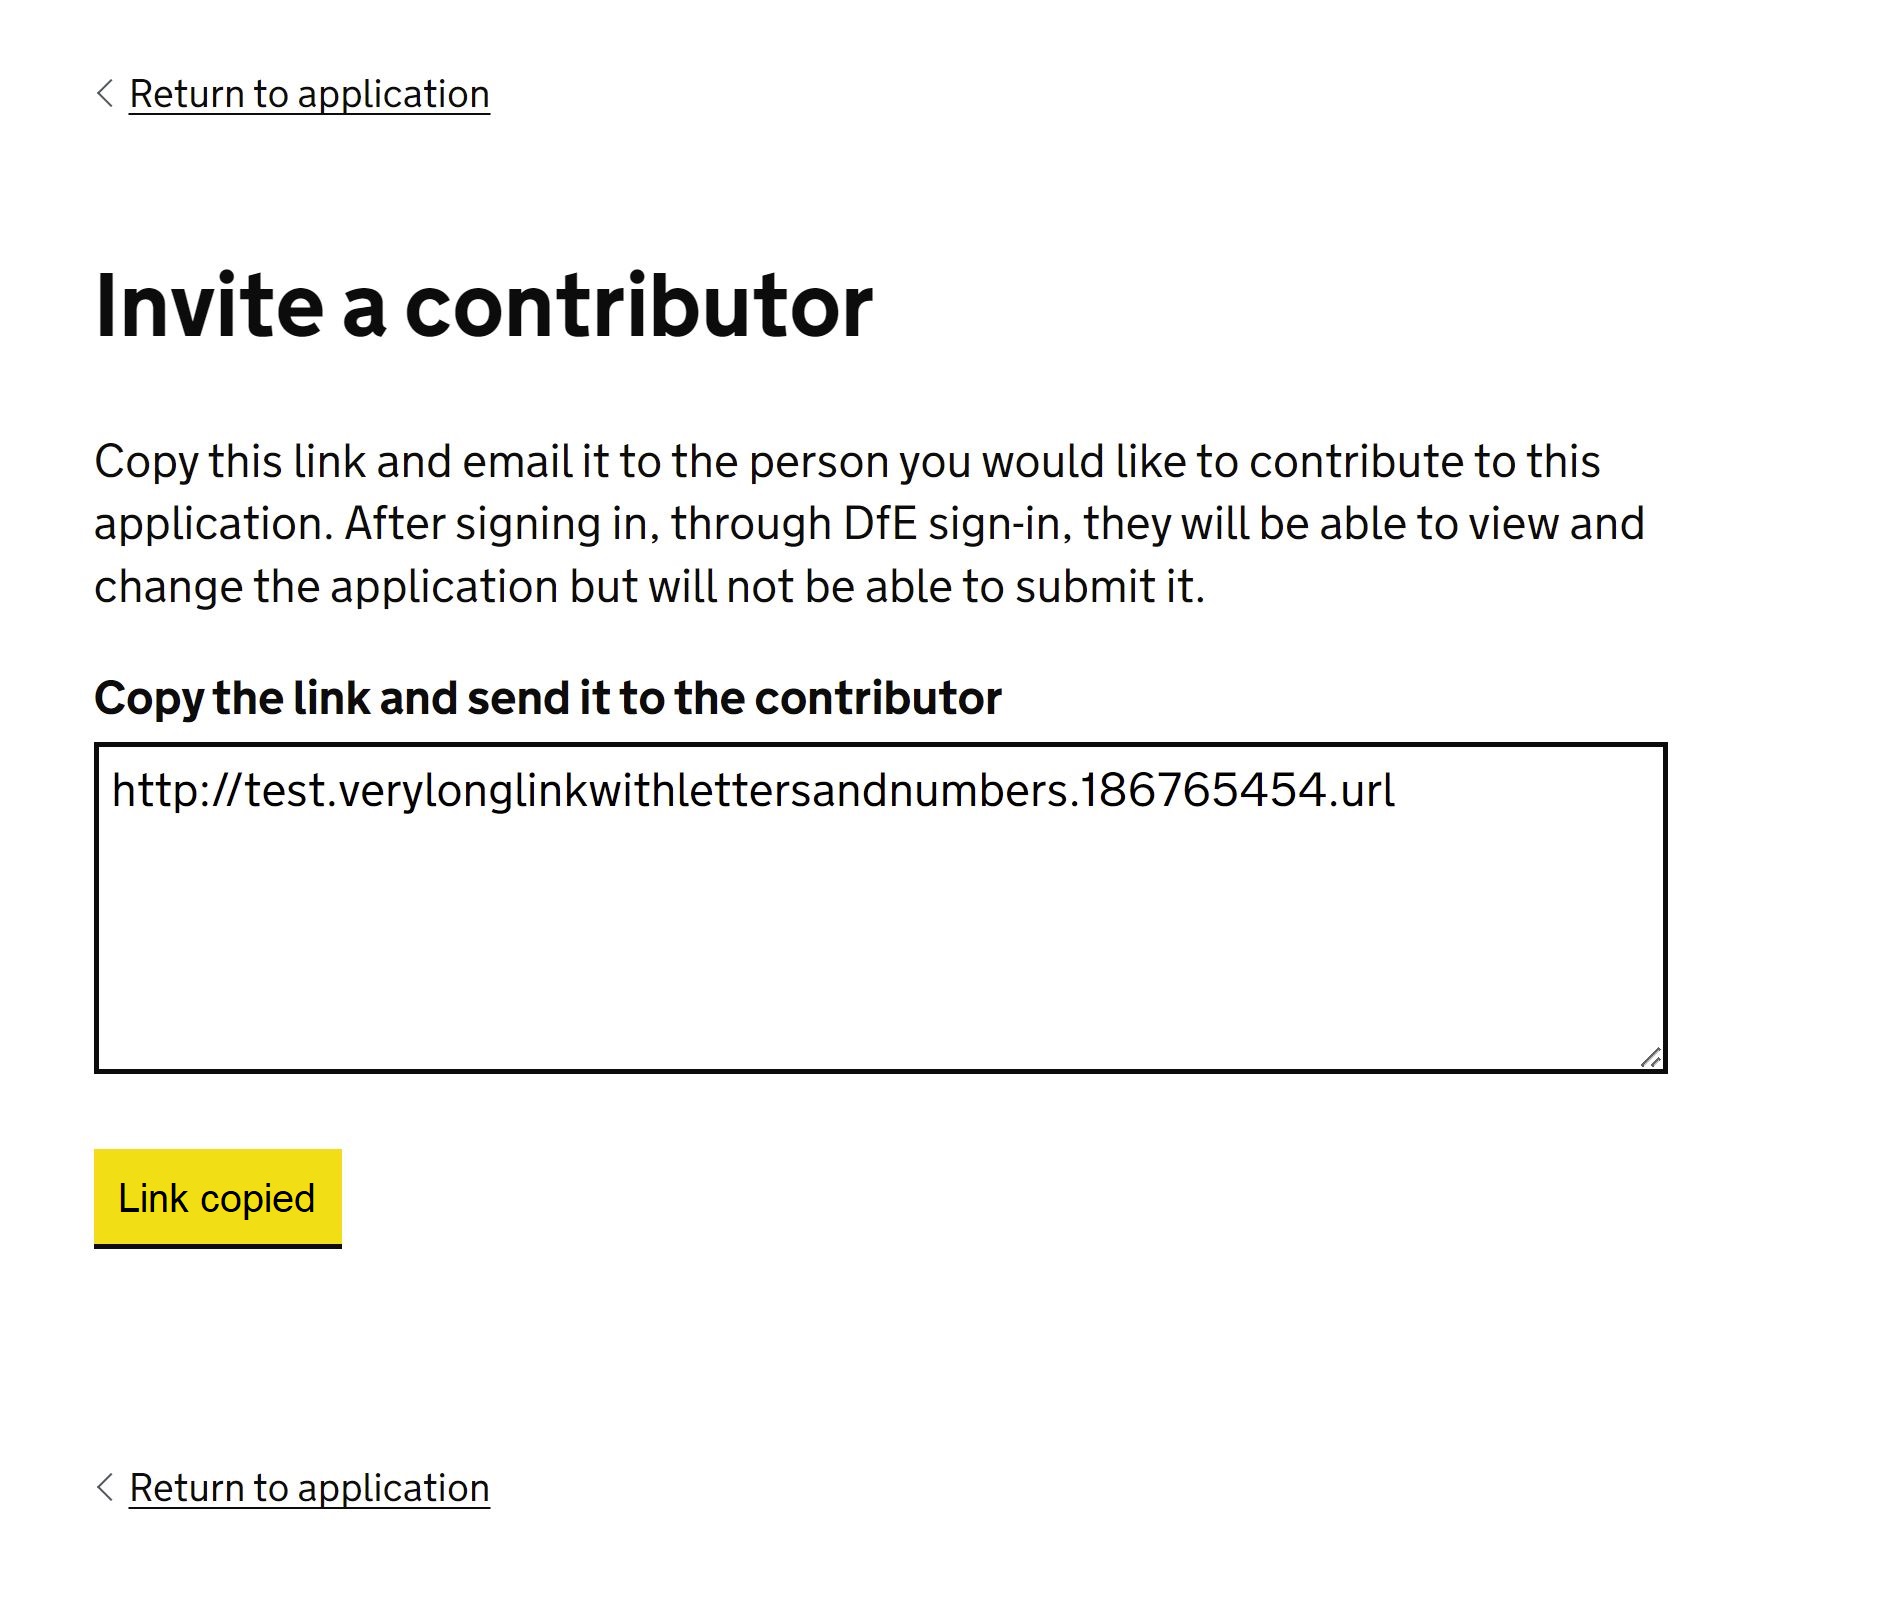 Return to application
Invite a contributor
Copy this link and email it to the person you would like to contribute to this
application. After signing in, through DfE sign-in, they will be able to view and
change the application but will not be able to submit it.
Copy the link and send it to the contributor
http://test.verylonglinkwithlettersandnumbers.186765454.url
Link copied
Return to application